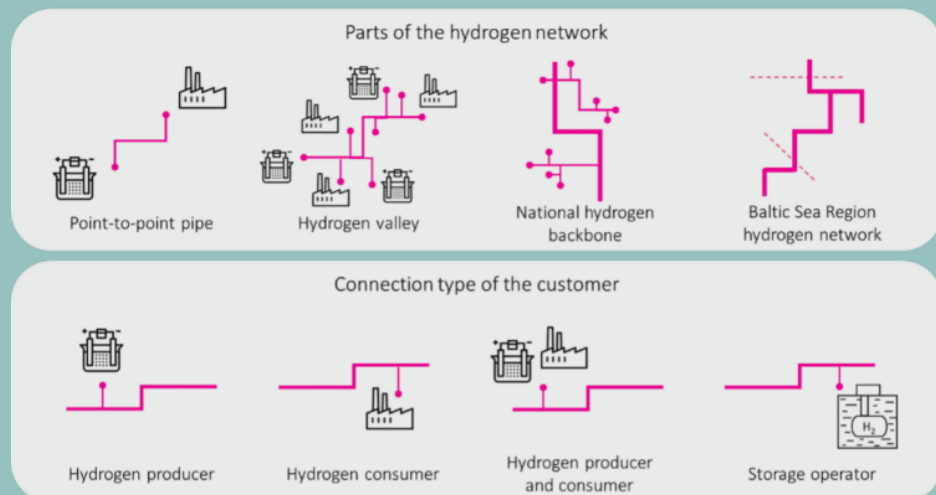 Parts of the hydrogen network
Point-to-point pipe
Hydrogen valley
National hydrogen
backbone
Baltic Sea Region
hydrogen network
Connection type of the customer
H2
Hydrogen producer
Hydrogen consumer
Hydrogen producer
and consumer
Storage operator